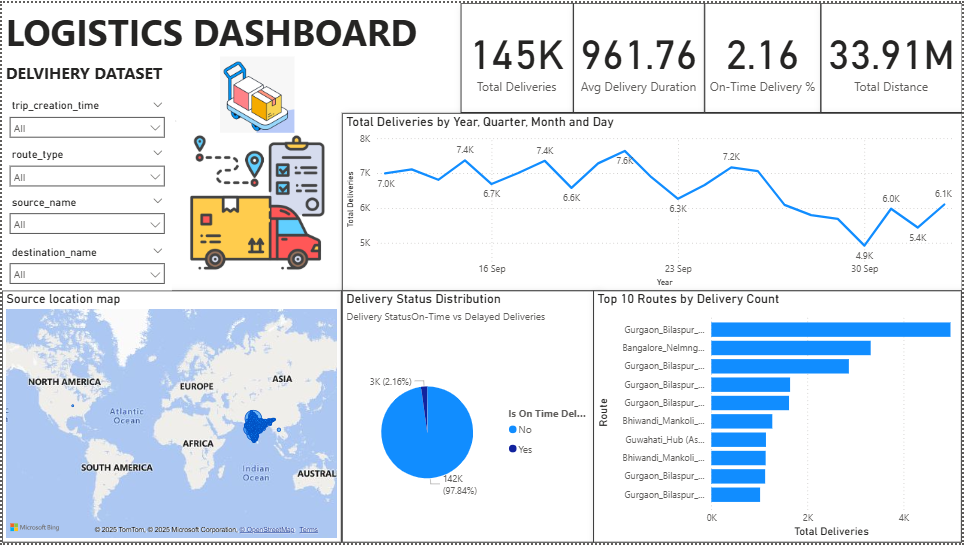 LOGISTICS DASHBOARD
DELVIHERY DATASET
trip_creation_time
All
route_type
All
source_name
All
destination_name
All
145K
Total Deliveries
961.76
Avg Delivery Duration
2.16
On-Time Delivery %
33.91M
Total Distance
Total Deliveries by Year, Quarter, Month and Day
Total Deliveries
8K
7K
6K
5K
7.0K
7.4K
6.7K
7.4K
6.6K
7.6K
6.3K
7.2K
4.9K
6.0K
5.4K
6.1K
16 Sep
23 Sep
30 Sep
Year
Source location map
NORTH AMERICA
EUROPE
ASIA
Atlantic
Ocean
AFRICA
SOUTH AMERICA
Indian
Ocean
AUSTRAL
Microsoft Bing
© 2025 TomTom, © 2025 Microsoft Corporation, © OpenStreetMap Terms
Delivery Status Distribution
Delivery StatusOn-Time vs Delayed Deliveries
3K (2.16%)
142K
(97.84%)
Is On Time Del...
No
Yes
Top 10 Routes by Delivery Count
Route
Gurgaon_Bilaspur_...
Bangalore_Nelmng...
Gurgaon_Bilaspur_...
Gurgaon_Bilaspur_...
Gurgaon_Bilaspur_...
Bhiwandi_Mankoli_...
Guwahati_Hub (As...
Bhiwandi_Mankoli_...
Gurgaon_Bilaspur_...
Gurgaon_Bilaspur_...
0K
2K
4K
Total Deliveries